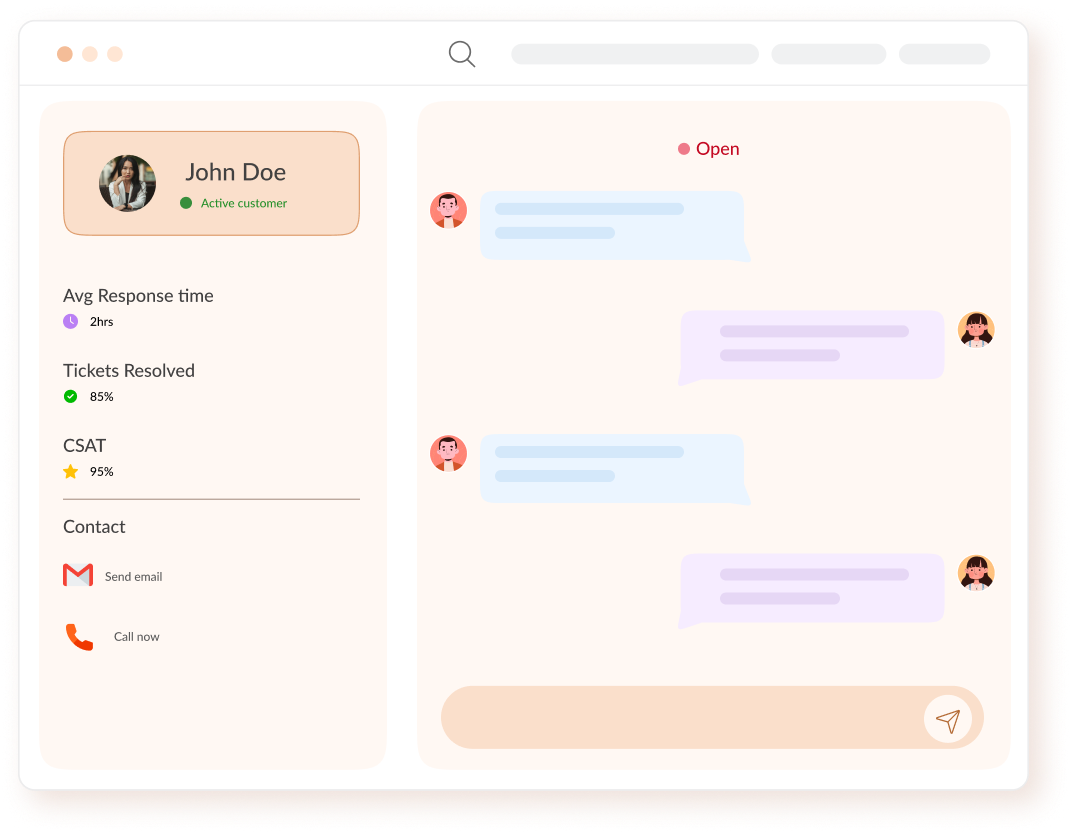 John Doe
Active customer
Avg Response time
2hrs
Tickets Resolved
85%
CSAT
95%
Contact
Send email
Call now
Open